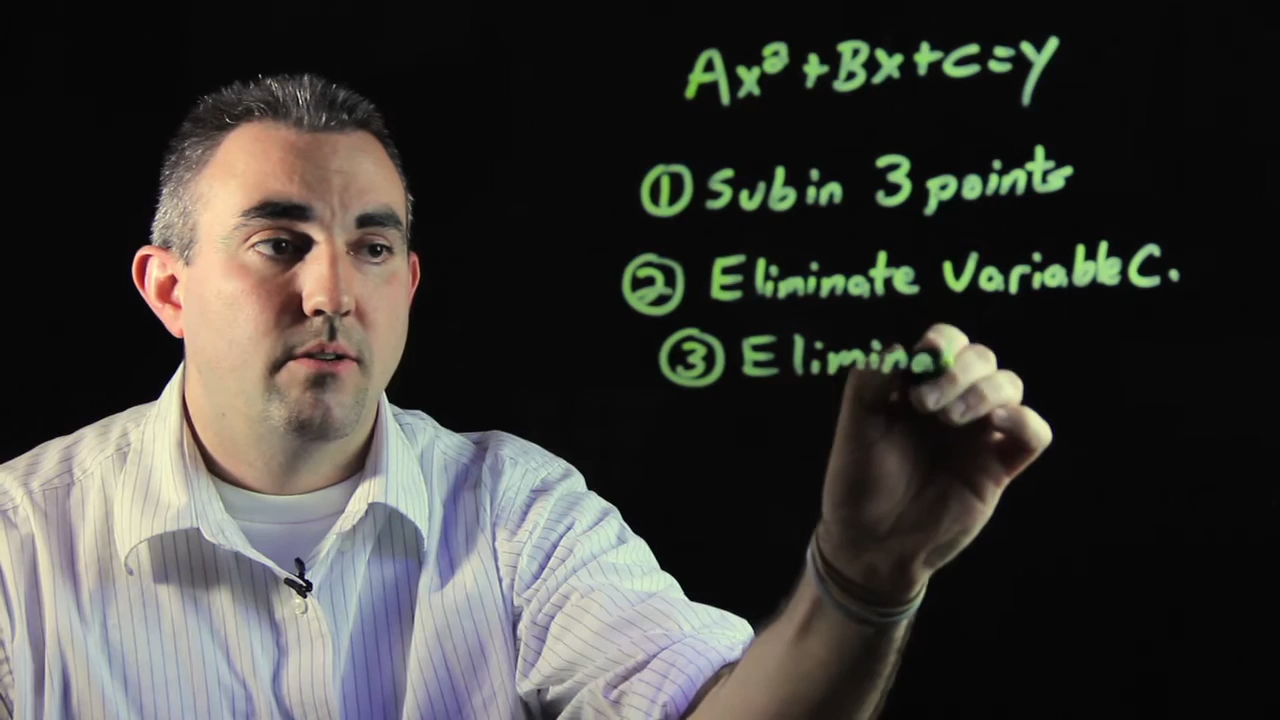 Ax² + Bx + C = y
① Sub in 3 points
② Eliminate Variable C.
③ Elimina